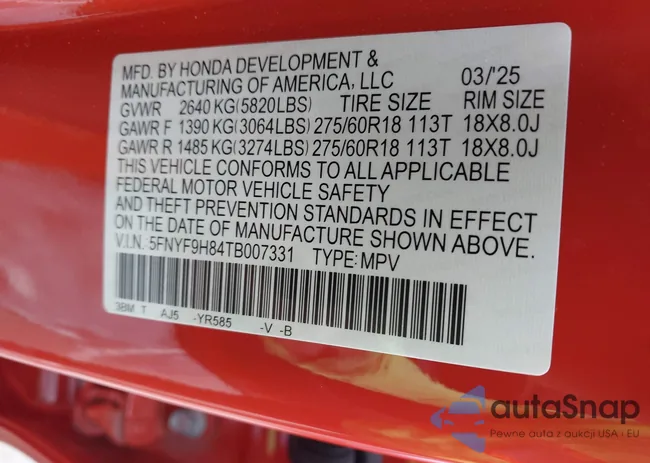 MFD. BY HONDA DEVELOPMENT &
MANUFACTURING OF AMERICA, LLC 03/'25
GVWR 2640 KG(5820LBS) TIRE SIZE RIM SIZE
GAWR F 1390 KG(3064LBS) 275/60R18 113T 18X8.0J
GAWR R 1485 KG(3274LBS) 275/60R18 113T 18X8.0J
THIS VEHICLE CONFORMS TO ALL APPLICABLE
FEDERAL MOTOR VEHICLE SAFETY
AND THEFT PREVENTION STANDARDS IN EFFECT
ON THE DATE OF MANUFACTURE SHOWN ABOVE.
V.I.N. 5FNYF9H84TB007331 TYPE: MPV
3BM T AJ5 -YR585 -V -B
autaSnap
Pewne auta z aukcji USA i EU